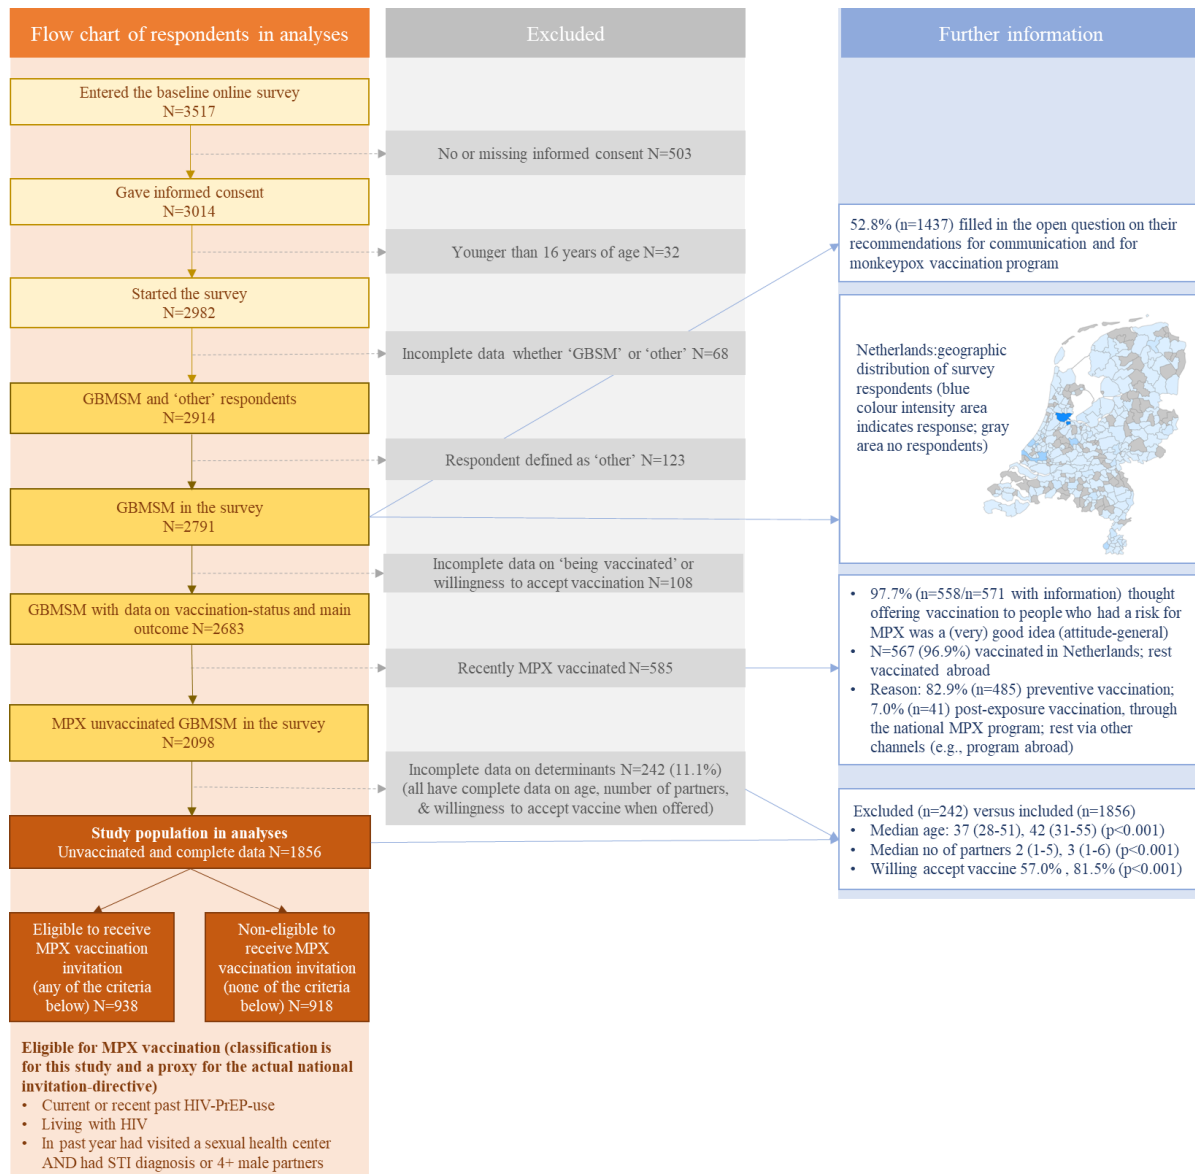 Flow chart of respondents in analyses
Excluded
Further information
Entered the baseline online survey
N=3517
No or missing informed consent N=503
Gave informed consent
N=3014
Younger than 16 years of age N=32
Started the survey
N=2982
Incomplete data whether ‘GBSM’ or ‘other’ N=68
GBMSM and ‘other’ respondents
N=2914
Respondent defined as ‘other’ N=123
GBMSM in the survey
N=2791
Incomplete data on ‘being vaccinated’ or
willingness to accept vaccination N=108
GBMSM with data on vaccination-status and main
outcome N=2683
Recently MPX vaccinated N=585
MPX unvaccinated GBMSM in the survey
N=2098
Incomplete data on determinants N=242 (11.1%)
(all have complete data on age, number of partners,
& willingness to accept vaccine when offered)
Study population in analyses
Unvaccinated and complete data N=1856
Eligible to receive
MPX vaccination
invitation
(any of the criteria
below) N=938
Non-eligible to
receive MPX
vaccination invitation
(none of the criteria
below) N=918
Eligible for MPX vaccination (classification is
for this study and a proxy for the actual national
invitation-directive)
• Current or recent past HIV-PrEP-use
• Living with HIV
• In past year had visited a sexual health center
AND had STI diagnosis or 4+ male partners
52.8% (n=1437) filled in the open question on their
recommendations for communication and for
monkeypox vaccination program
Netherlands:geographic
distribution of survey
respondents (blue
colour intensity area
indicates response; gray
area no respondents)
• 97.7% (n=558/n=571 with information) thought
offering vaccination to people who had a risk for
MPX was a (very) good idea (attitude-general)
• N=567 (96.9%) vaccinated in Netherlands; rest
vaccinated abroad
• Reason: 82.9% (n=485) preventive vaccination;
7.0% (n=41) post-exposure vaccination, through
the national MPX program; rest via other
channels (e.g., program abroad)
Excluded (n=242) versus included (n=1856)
• Median age: 37 (28-51), 42 (31-55) (p<0.001)
• Median no of partners 2 (1-5), 3 (1-6) (p<0.001)
• Willing accept vaccine 57.0% , 81.5% (p<0.001)